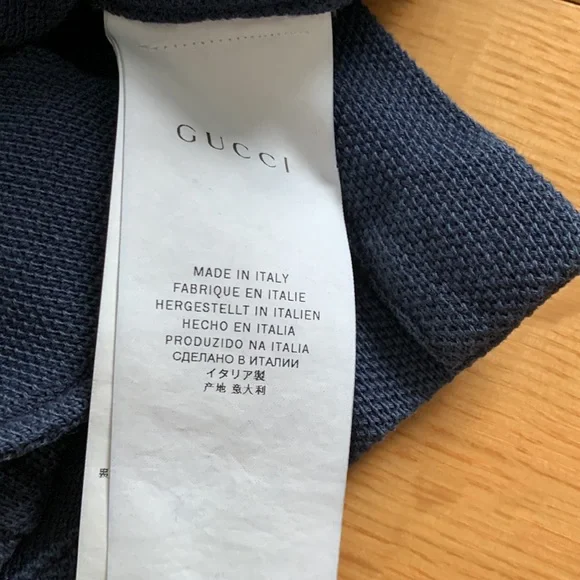 GUCCI
MADE IN ITALY
FABRIQUE EN ITALIE
HERGESTELLT IN ITALIEN
HECHO EN ITALIA
PRODUZIDO NA ITALIA
СДЕЛАНО В ИТАЛИИ
イタリア製
产地 意大利